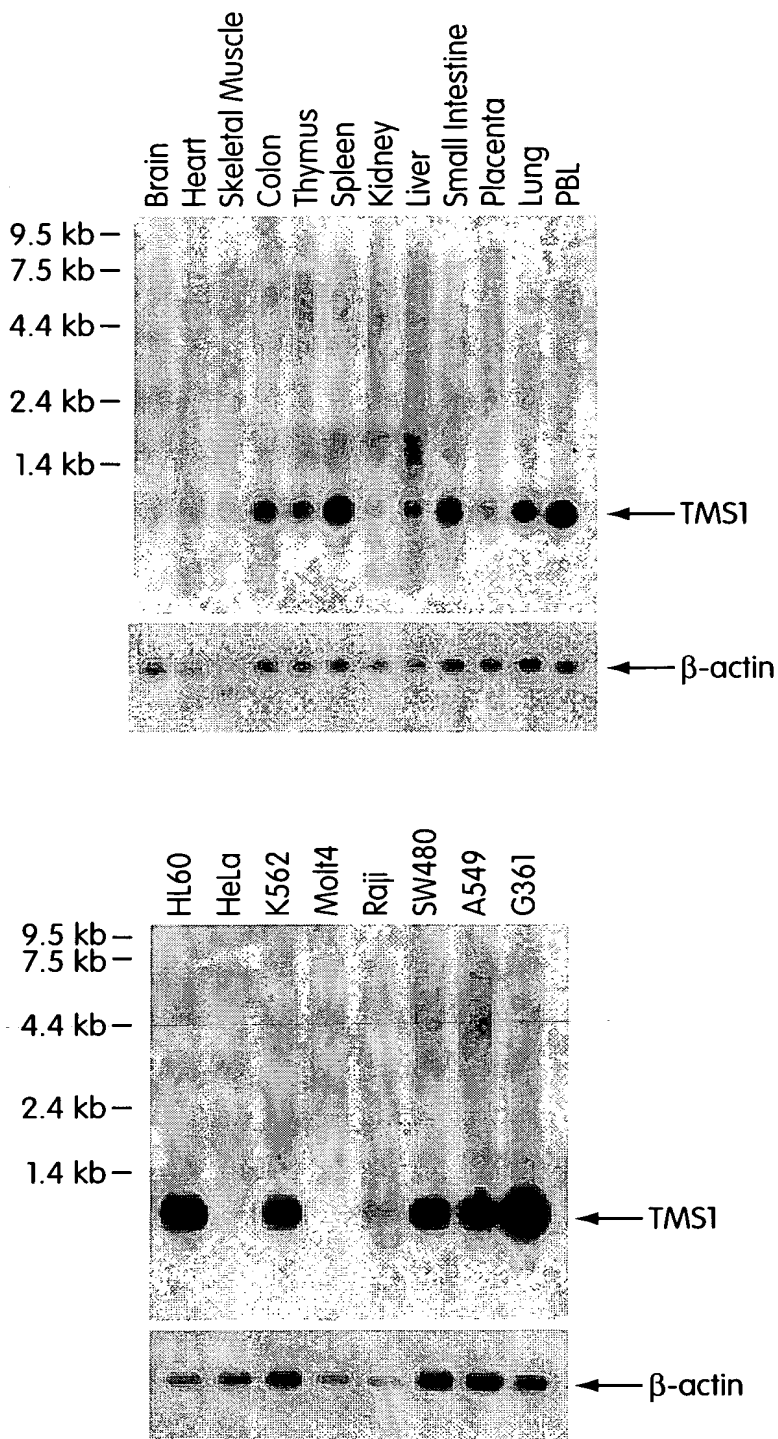 Brain
Heart
Skeletal Muscle
Colon
Thymus
Spleen
Kidney
Liver
Small Intestine
Placenta
Lung
PBL
9.5 kb
7.5 kb
4.4 kb
2.4 kb
1.4 kb
TMS1
β-actin
HL60
HeLa
K562
Molt4
Raji
SW480
A549
G361
9.5 kb
7.5 kb
4.4 kb
2.4 kb
1.4 kb
TMS1
β-actin